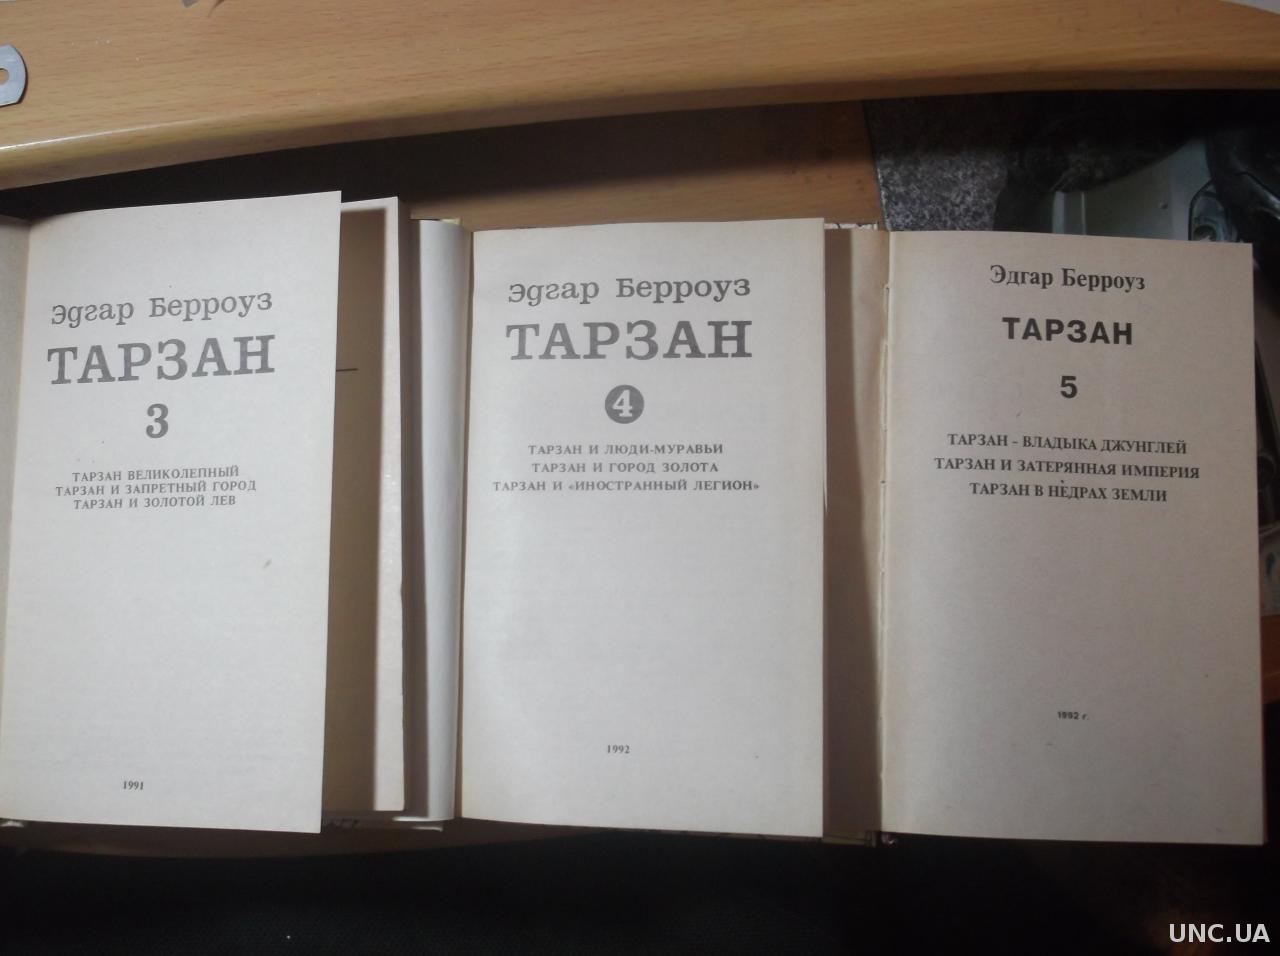 Эдгар Берроуз
ТАРЗАН
3
ТАРЗАН ВЕЛИКОЛЕПНЫЙ
ТАРЗАН И ЗАПРЕТНЫЙ ГОРОД
ТАРЗАН И ЗОЛОТОЙ ЛЕВ
1991
Эдгар Берроуз
ТАРЗАН
4
ТАРЗАН И ЛЮДИ-МУРАВЬИ
ТАРЗАН И ГОРОД ЗОЛОТА
ТАРЗАН И «ИНОСТРАННЫЙ ЛЕГИОН»
1992
Эдгар Берроуз
ТАРЗАН
5
ТАРЗАН - ВЛАДЫКА ДЖУНГЛЕЙ
ТАРЗАН И ЗАТЕРЯННАЯ ИМПЕРИЯ
ТАРЗАН В НЕДРАХ ЗЕМЛИ
1992 г.
UNC.UA